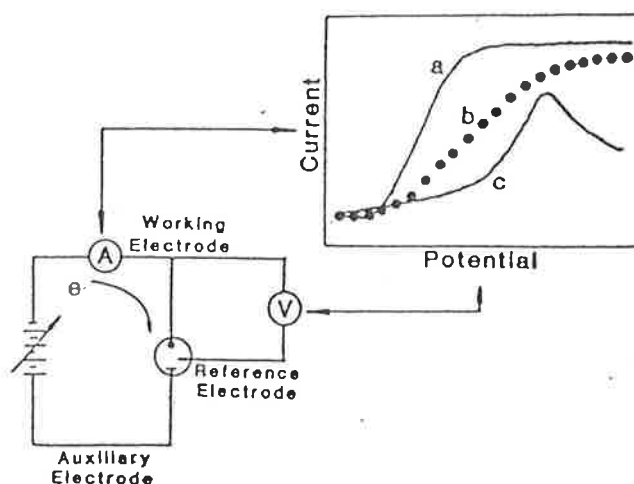 a
b
c
Current
Potential
Working
Electrode
A
e
V
Reference
Electrode
Auxiliary
Electrode